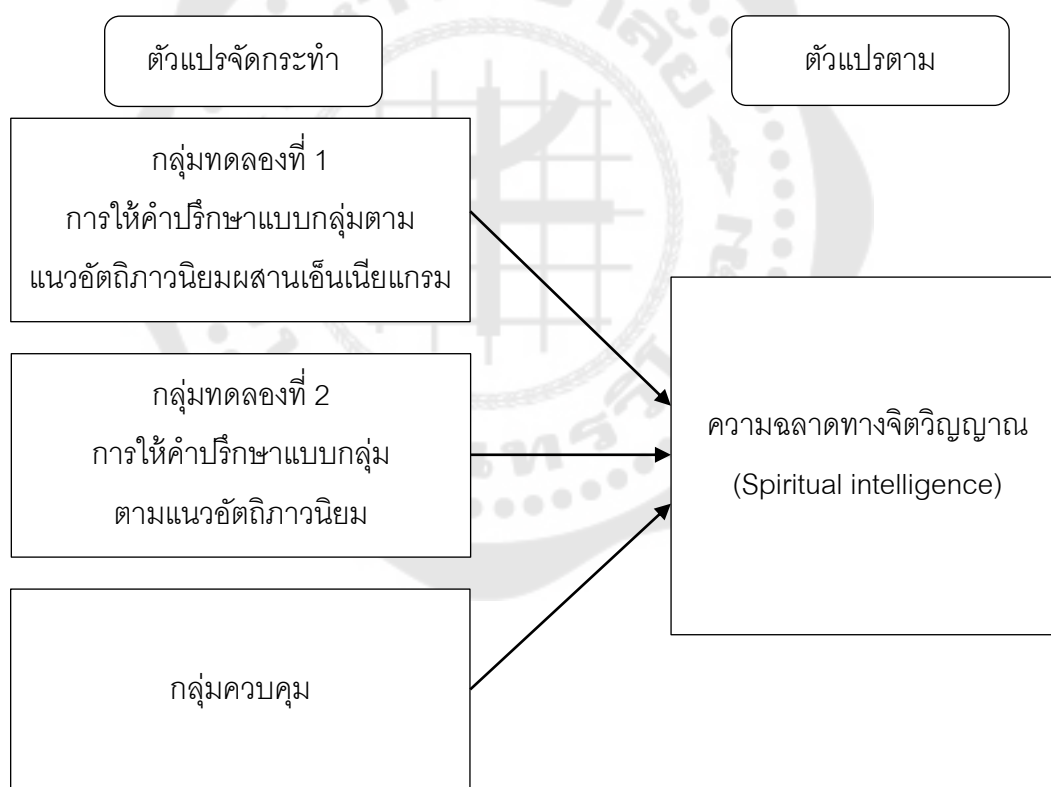 ตัวแปรจัดกระทำ
ตัวแปรตาม
กลุ่มทดลองที่ 1
การให้คำปรึกษาแบบกลุ่มตาม
แนวอัตถิภาวนิยมผสานเอ็นเนียแกรม
กลุ่มทดลองที่ 2
การให้คำปรึกษาแบบกลุ่ม
ตามแนวอัตถิภาวนิยม
กลุ่มควบคุม
ความฉลาดทางจิตวิญญาณ
(Spiritual intelligence)